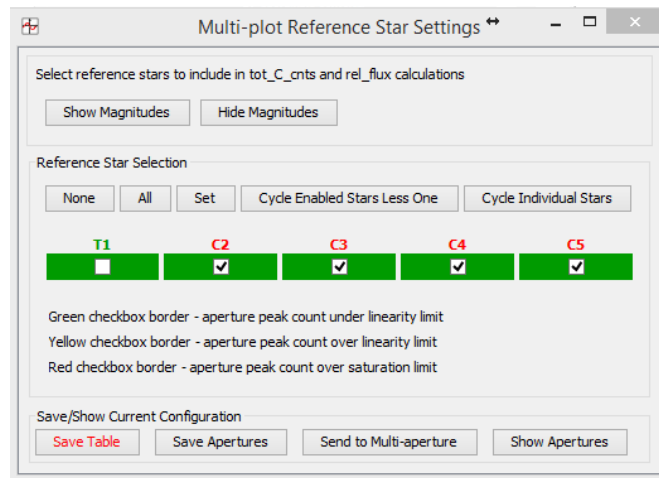 Multi-plot Reference Star Settings
Select reference stars to include in tot_C_cnts and rel_flux calculations
Show Magnitudes Hide Magnitudes
Reference Star Selection
None All Set Cycle Enabled Stars Less One Cycle Individual Stars
T1 C2 C3 C4 C5
Green checkbox border - aperture peak count under linearity limit
Yellow checkbox border - aperture peak count over linearity limit
Red checkbox border - aperture peak count over saturation limit
Save/Show Current Configuration
Save Table Save Apertures Send to Multi-aperture Show Apertures